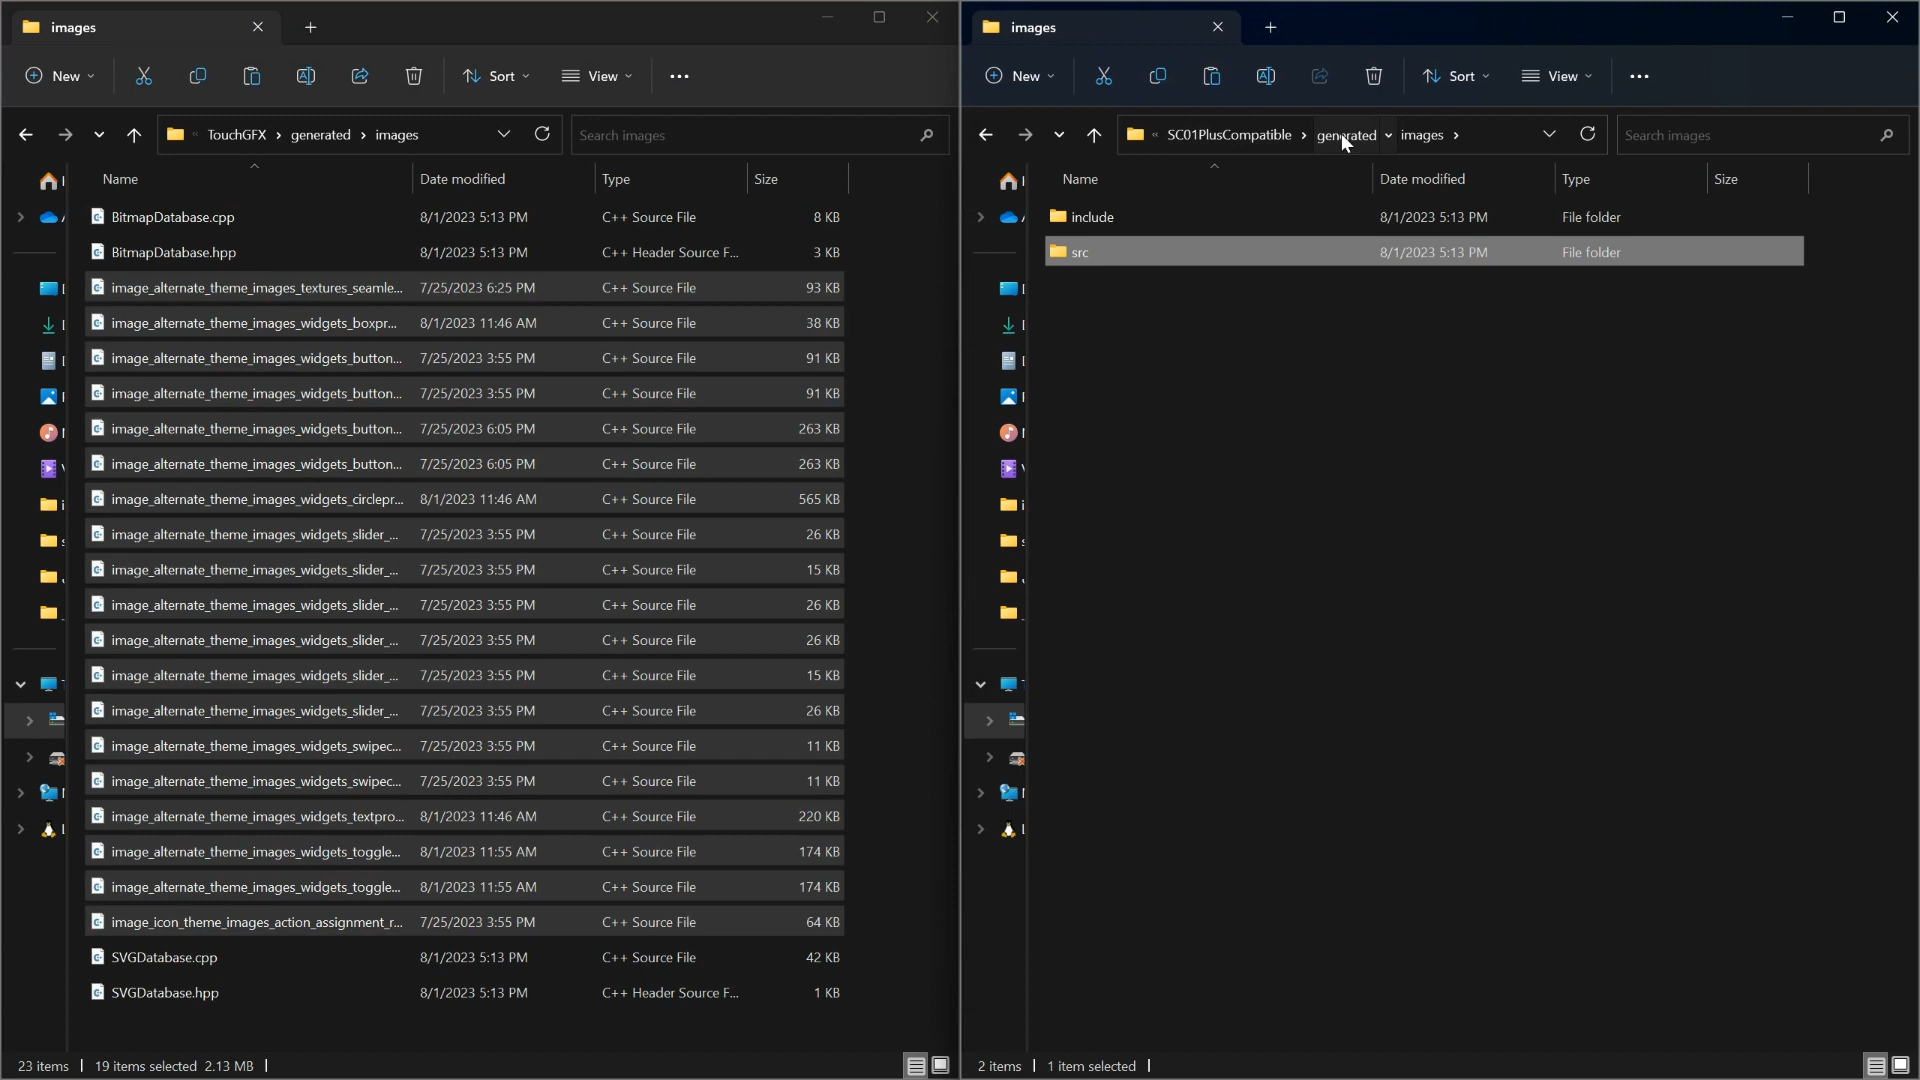 images
New
Sort
View
TouchGFX > generated > images
Search images
Name
Date modified
Type
Size
BitmapDatabase.cpp 8/1/2023 5:13 PM C++ Source File 8 KB
BitmapDatabase.hpp 8/1/2023 5:13 PM C++ Header Source F... 3 KB
image_alternate_theme_images_textures_seamle... 7/25/2023 6:25 PM C++ Source File 93 KB
image_alternate_theme_images_widgets_boxpr... 8/1/2023 11:46 AM C++ Source File 38 KB
image_alternate_theme_images_widgets_button... 7/25/2023 3:55 PM C++ Source File 91 KB
image_alternate_theme_images_widgets_button... 7/25/2023 3:55 PM C++ Source File 91 KB
image_alternate_theme_images_widgets_button... 7/25/2023 6:05 PM C++ Source File 263 KB
image_alternate_theme_images_widgets_button... 7/25/2023 6:05 PM C++ Source File 263 KB
image_alternate_theme_images_widgets_circlepr... 8/1/2023 11:46 AM C++ Source File 565 KB
image_alternate_theme_images_widgets_slider_... 7/25/2023 3:55 PM C++ Source File 26 KB
image_alternate_theme_images_widgets_slider_... 7/25/2023 3:55 PM C++ Source File 15 KB
image_alternate_theme_images_widgets_slider_... 7/25/2023 3:55 PM C++ Source File 26 KB
image_alternate_theme_images_widgets_slider_... 7/25/2023 3:55 PM C++ Source File 26 KB
image_alternate_theme_images_widgets_slider_... 7/25/2023 3:55 PM C++ Source File 15 KB
image_alternate_theme_images_widgets_slider_... 7/25/2023 3:55 PM C++ Source File 26 KB
image_alternate_theme_images_widgets_swipec... 7/25/2023 3:55 PM C++ Source File 11 KB
image_alternate_theme_images_widgets_swipec... 7/25/2023 3:55 PM C++ Source File 11 KB
image_alternate_theme_images_widgets_textpro... 8/1/2023 11:46 AM C++ Source File 220 KB
image_alternate_theme_images_widgets_toggle... 8/1/2023 11:55 AM C++ Source File 174 KB
image_alternate_theme_images_widgets_toggle... 8/1/2023 11:55 AM C++ Source File 174 KB
image_icon_theme_images_action_assignment_r... 7/25/2023 3:55 PM C++ Source File 64 KB
SVGDatabase.cpp 8/1/2023 5:13 PM C++ Source File 42 KB
SVGDatabase.hpp 8/1/2023 5:13 PM C++ Header Source F... 1 KB
23 items | 19 items selected 2.13 MB |
images
New
Sort
View
SC01PlusCompatible > generated images >
Search images
Name
Date modified
Type
Size
include 8/1/2023 5:13 PM File folder
src 8/1/2023 5:13 PM File folder
2 items | 1 item selected |